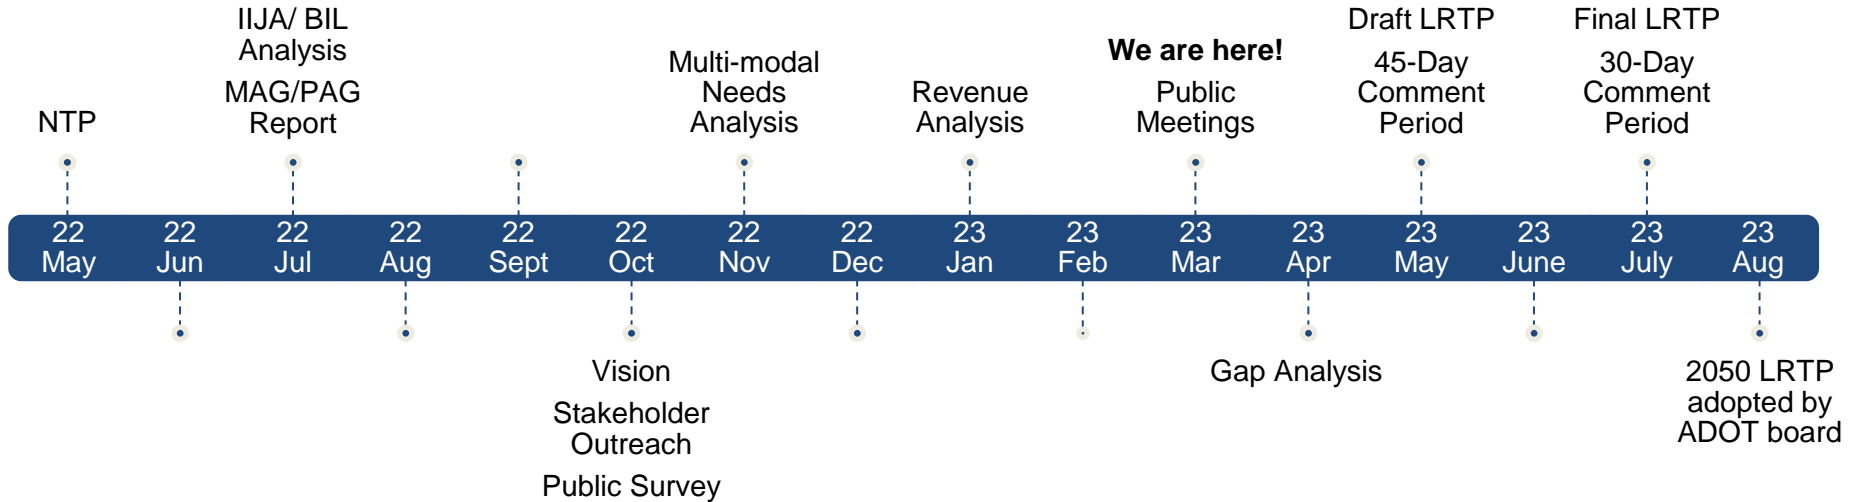 NTP
IIJA/ BIL
Analysis
MAG/PAG
Report
Multi-modal
Needs
Analysis
Revenue
Analysis
We are here!
Public
Meetings
Draft LRTP
45-Day
Comment
Period
Final LRTP
30-Day
Comment
Period
22
May
22
Jun
22
Jul
22
Aug
22
Sept
22
Oct
22
Nov
22
Dec
23
Jan
23
Feb
23
Mar
23
Apr
23
May
23
June
23
July
23
Aug
Vision
Stakeholder
Outreach
Public Survey
Gap Analysis
2050 LRTP
adopted by
ADOT board